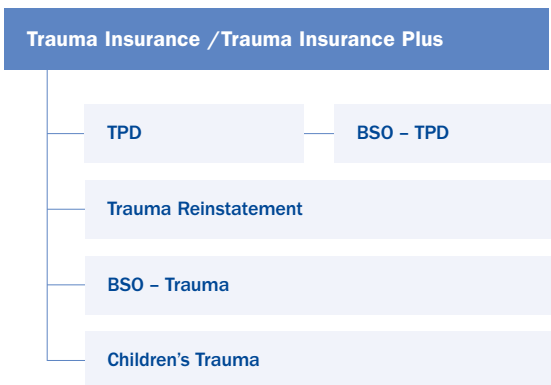 Trauma Insurance /Trauma Insurance Plus
TPD
BSO – TPD
Trauma Reinstatement
BSO – Trauma
Children's Trauma